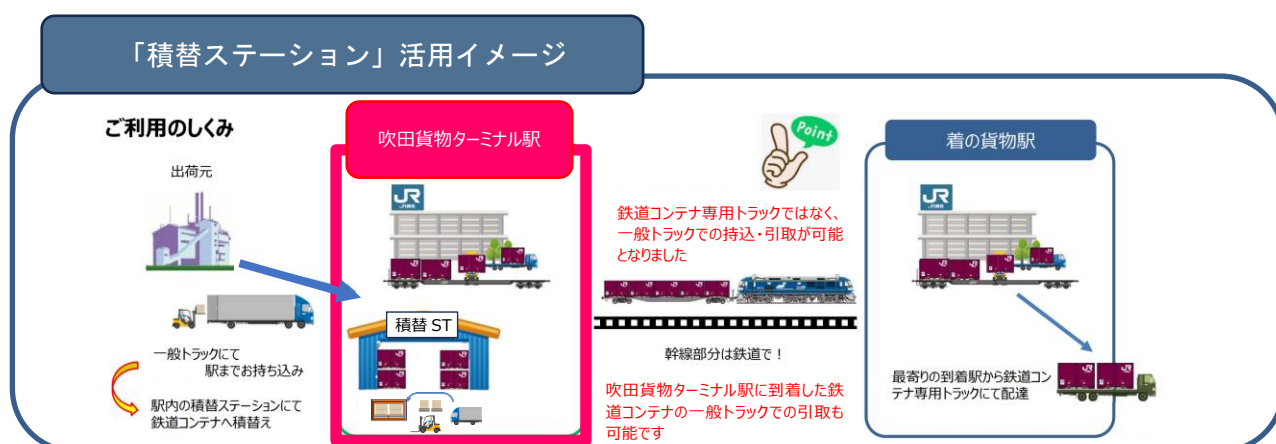 「積替ステーション」活用イメージ
ご利用のしくみ
出荷元
一般トラックにて
駅までお持ち込み
駅内の積替ステーションにて
鉄道コンテナへ積替え
吹田貨物ターミナル駅
JR
積替 ST
Point
鉄道コンテナ専用トラックではなく、
一般トラックでの持込・引取が可能
となりました
幹線部分は鉄道で！
吹田貨物ターミナル駅に到着した鉄
道コンテナの一般トラックでの引取も
可能です
着の貨物駅
JR
最寄りの到着駅から鉄道コン
テナ専用トラックにて配達